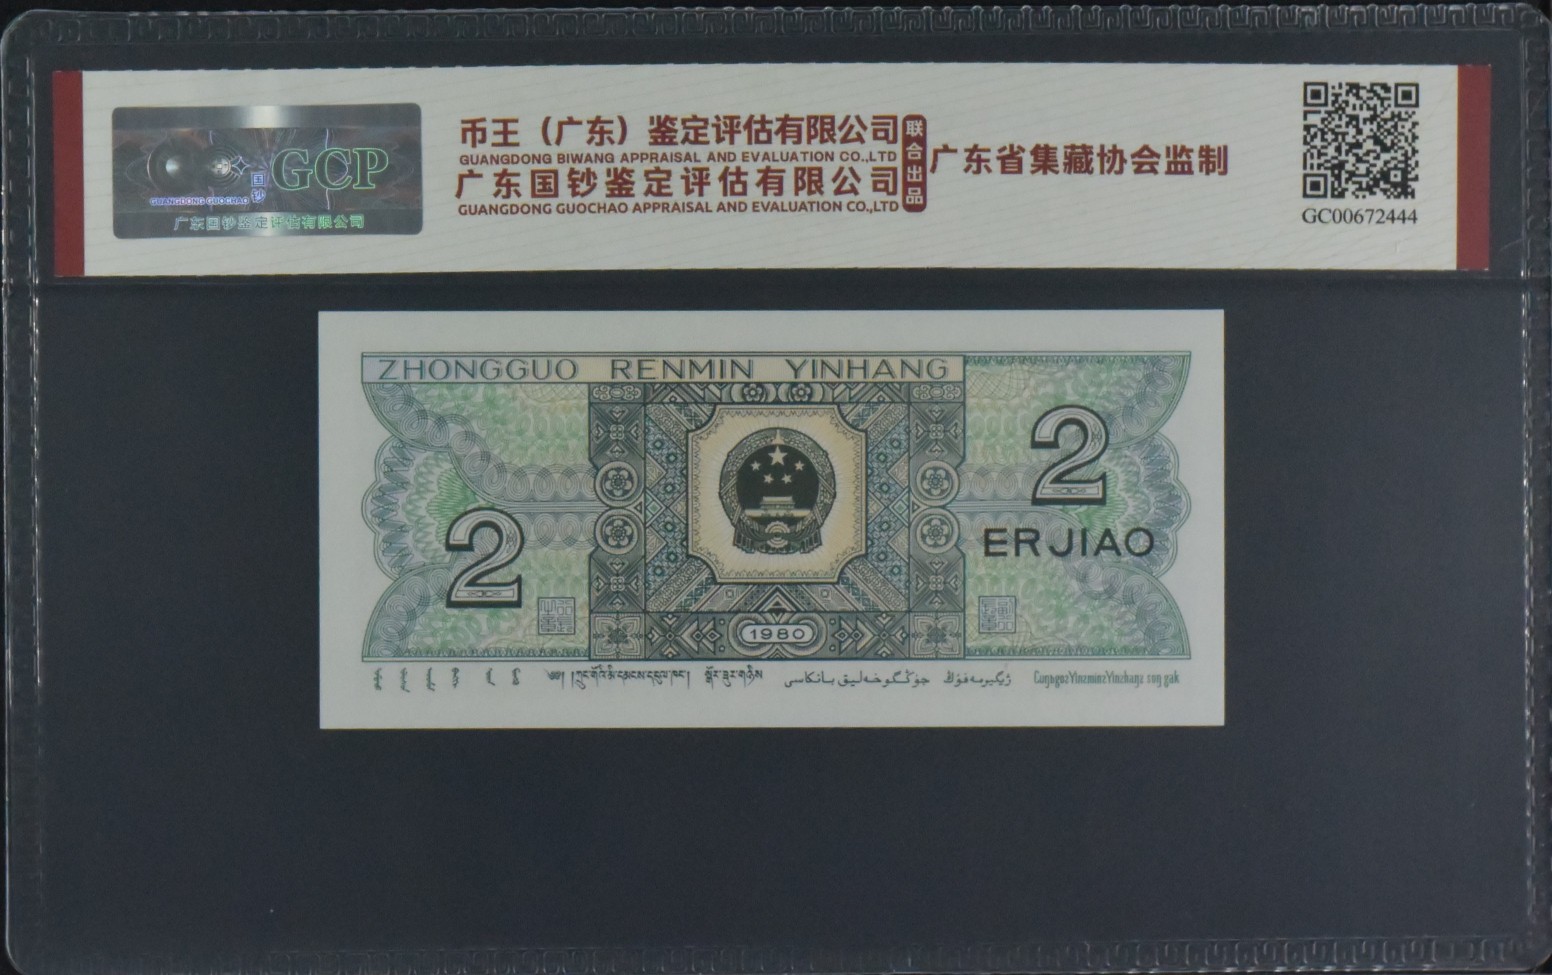 币王（广东）鉴定评估有限公司
GUANGDONG BIWANG APPRAISAL AND EVALUATION CO.,LTD
广东国钞鉴定评估有限公司
GUANGDONG GUOCHAO APPRAISAL AND EVALUATION CO.,LTD
联合出品
广东省集藏协会监制
GCP
国钞
GUANGDONG GUOCHAO
广东国钞鉴定评估有限公司
GC00672444
ZHONGGUO RENMIN YINHANG
2
2
ERJIAO
1980
جۇڭگو خەلىق بانكاسى